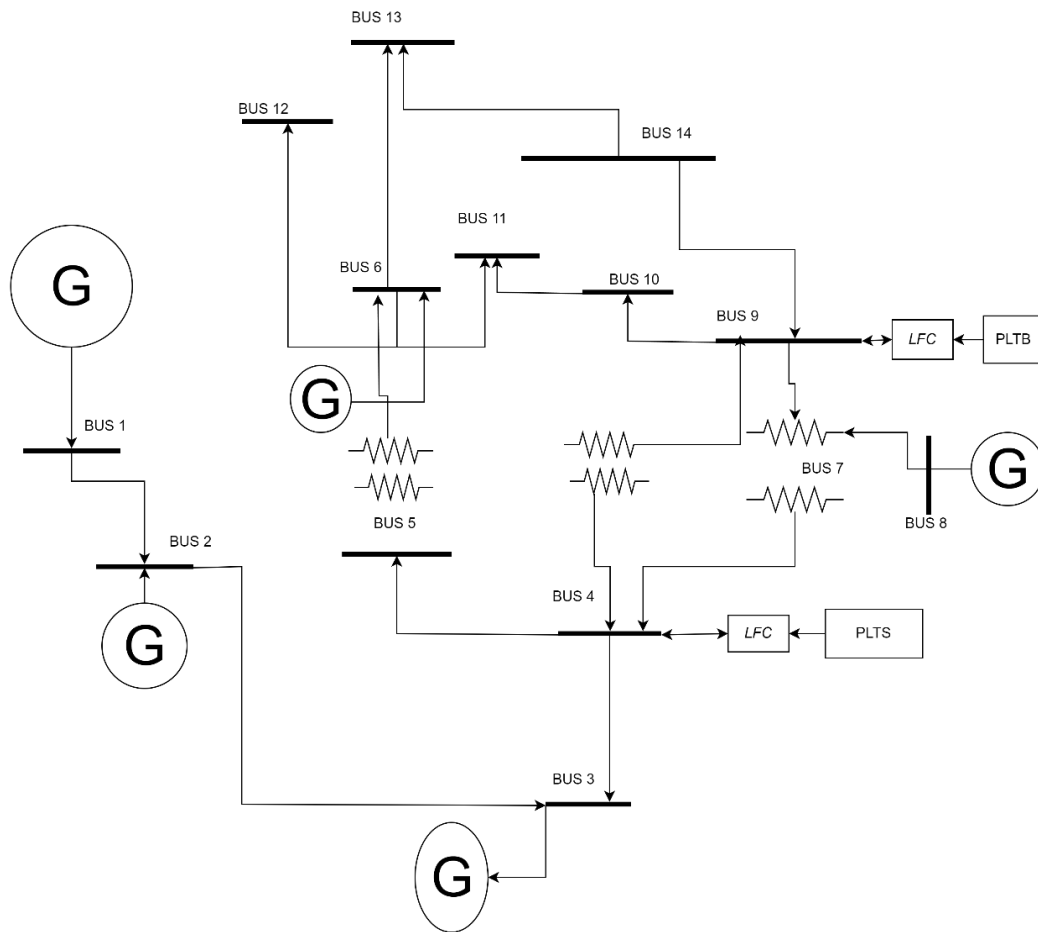 BUS 13
BUS 12
BUS 14
BUS 11
BUS 6
BUS 10
G
BUS 9
LFC
PLTB
G
BUS 1
BUS 7
G
BUS 8
BUS 5
BUS 2
BUS 4
LFC
PLTS
G
BUS 3
G